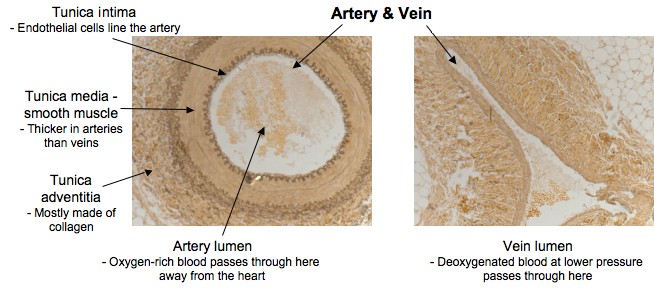 Artery & Vein
Tunica intima
- Endothelial cells line the artery
Tunica media -
smooth muscle
- Thicker in arteries
than veins
Tunica
adventitia
- Mostly made of
collagen
Artery lumen
- Oxygen-rich blood passes through here
away from the heart
Vein lumen
- Deoxygenated blood at lower pressure
passes through here